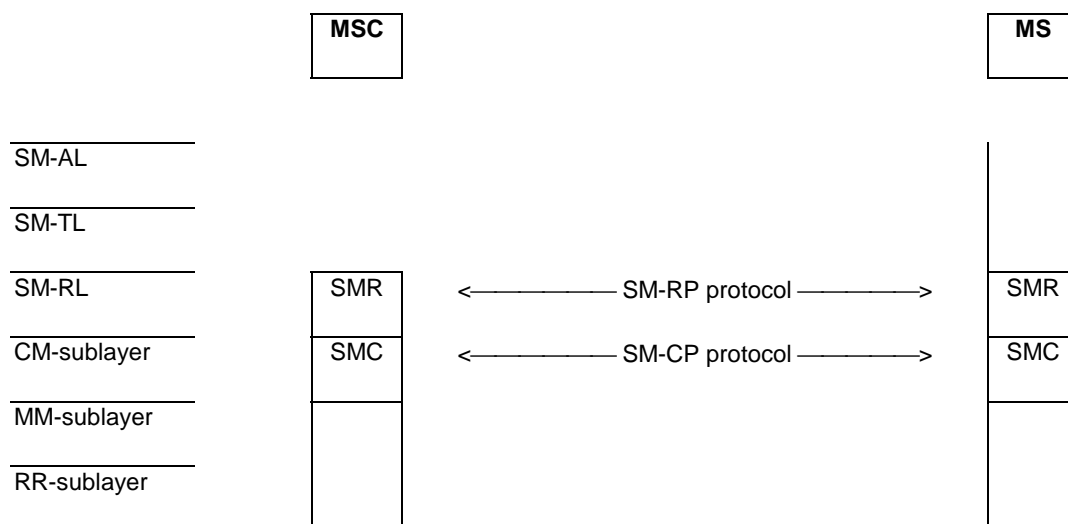 MSC MS
SM-AL
SM-TL
SM-RL SMR <—————— SM-RP protocol —————> SMR
CM-sublayer SMC <—————— SM-CP protocol —————> SMC
MM-sublayer
RR-sublayer